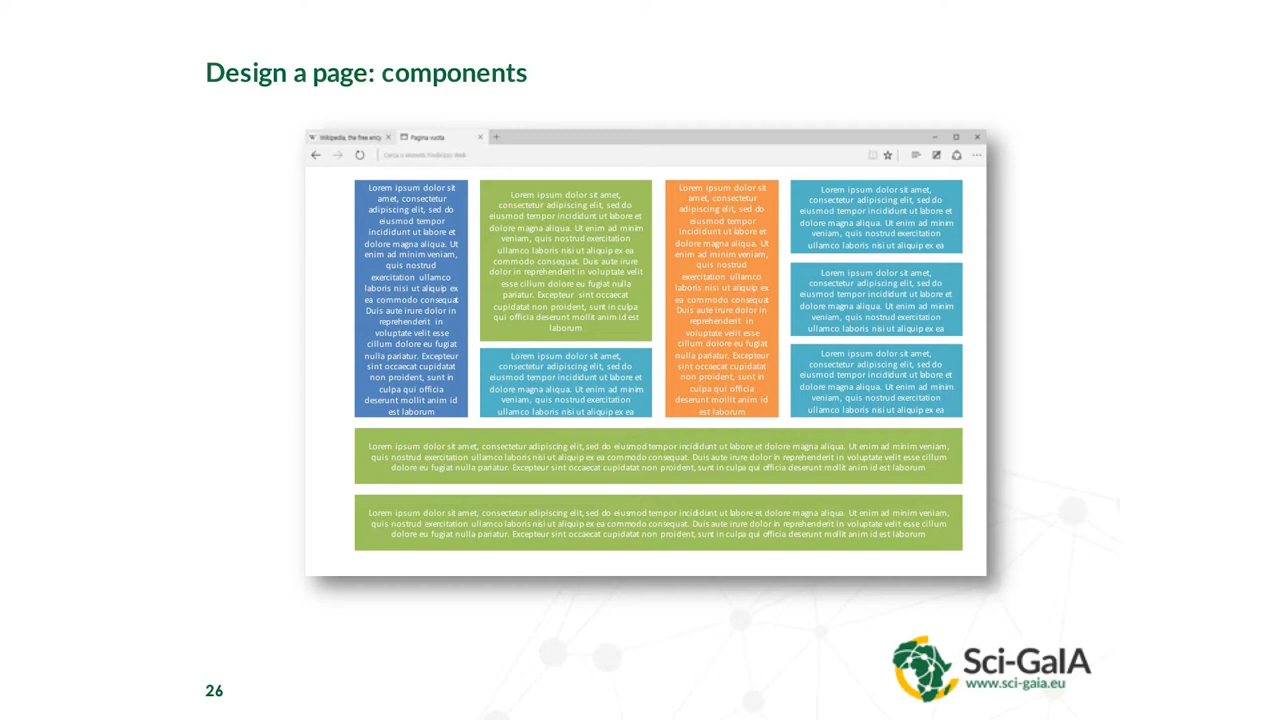 Design a page: components
Wikipedia, the free ency
Pagina vuota
Cerca o immetti l'indirizzo Web
Lorem ipsum dolor sit
amet, consectetur
adipiscing elit, sed do
eiusmod tempor
incididunt ut labore et
dolore magna aliqua. Ut
enim ad minim veniam,
quis nostrud
exercitation ullamco
laboris nisi ut aliquip ex
ea commodo consequat
Duis aute irure dolor in
reprehenderit in
voluptate velit esse
cillum dolore eu fugiat
nulla pariatur. Excepteur
sint occaecat cupidatat
non proident, sunt in
culpa qui officia
deserunt mollit anim id
est laborum
Lorem ipsum dolor sit amet,
consectetur adipiscing elit, sed do
eiusmod tempor incididunt ut labore et
dolore magna aliqua. Ut enim ad minim
veniam, quis nostrud exercitation
ullamco laboris nisi ut aliquip ex ea
commodo consequat. Duis aute irure
dolor in reprehenderit in voluptate velit
esse cillum dolore eu fugiat nulla
pariatur. Excepteur sint occaecat
cupidatat non proident, sunt in culpa
qui officia deserunt mollit anim id est
laborum
Lorem ipsum dolor sit amet,
consectetur adipiscing elit, sed do
eiusmod tempor incididunt ut labore et
dolore magna aliqua. Ut enim ad minim
veniam, quis nostrud exercitation
ullamco laboris nisi ut aliquip ex ea
Lorem ipsum dolor sit
amet, consectetur
adipiscing elit, sed do
eiusmod tempor
incididunt ut labore et
dolore magna aliqua. Ut
enim ad minim veniam,
quis nostrud
exercitation ullamco
laboris nisi ut aliquip ex
ea commodo consequat
Duis aute irure dolor in
reprehenderit in
voluptate velit esse
cillum dolore eu fugiat
nulla pariatur. Excepteur
sint occaecat cupidatat
non proident, sunt in
culpa qui officia
deserunt mollit anim id
est laborum
Lorem ipsum dolor sit amet,
consectetur adipiscing elit, sed do
eiusmod tempor incididunt ut labore et
dolore magna aliqua. Ut enim ad minim
veniam, quis nostrud exercitation
ullamco laboris nisi ut aliquip ex ea
Lorem ipsum dolor sit amet,
consectetur adipiscing elit, sed do
eiusmod tempor incididunt ut labore et
dolore magna aliqua. Ut enim ad minim
veniam, quis nostrud exercitation
ullamco laboris nisi ut aliquip ex ea
Lorem ipsum dolor sit amet,
consectetur adipiscing elit, sed do
eiusmod tempor incididunt ut labore et
dolore magna aliqua. Ut enim ad minim
veniam, quis nostrud exercitation
ullamco laboris nisi ut aliquip ex ea
Lorem ipsum dolor sit amet, consectetur adipiscing elit, sed do eiusmod tempor incididunt ut labore et dolore magna aliqua. Ut enim ad minim veniam,
quis nostrud exercitation ullamco laboris nisi ut aliquip ex ea commodo consequat. Duis aute irure dolor in reprehenderit in voluptate velit esse cillum
dolore eu fugiat nulla pariatur. Excepteur sint occaecat cupidatat non proident, sunt in culpa qui officia deserunt mollit anim id est laborum
Lorem ipsum dolor sit amet, consectetur adipiscing elit, sed do eiusmod tempor incididunt ut labore et dolore magna aliqua. Ut enim ad minim veniam,
quis nostrud exercitation ullamco laboris nisi ut aliquip ex ea commodo consequat. Duis aute irure dolor in reprehenderit in voluptate velit esse cillum
dolore eu fugiat nulla pariatur. Excepteur sint occaecat cupidatat non proident, sunt in culpa qui officia deserunt mollit anim id est laborum
Sci-GaIA
www.sci-gaia.eu
26